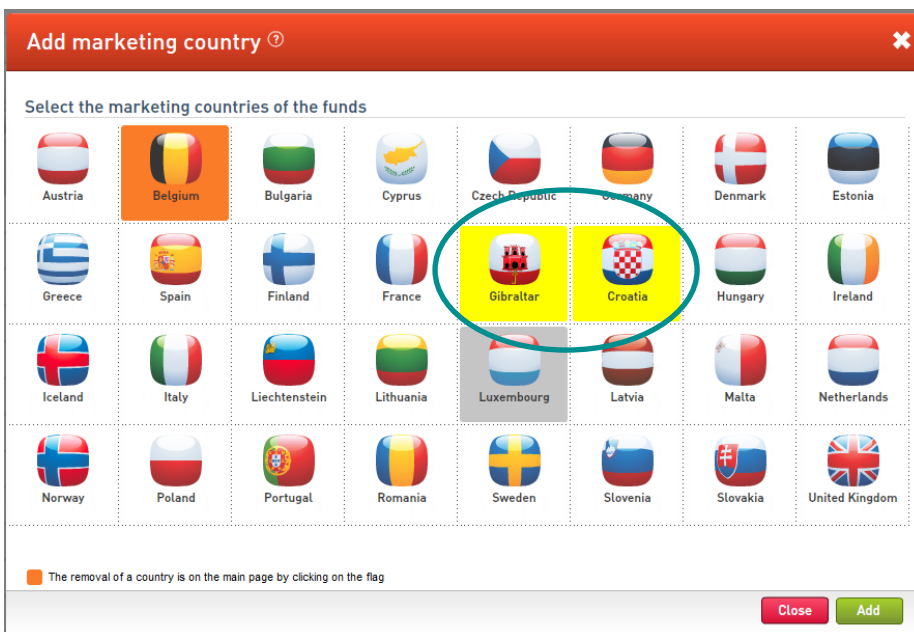 Add marketing country ?
Select the marketing countries of the funds
Austria Belgium Bulgaria Cyprus Czech Republic Germany Denmark Estonia
Greece Spain Finland France Gibraltar Croatia Hungary Ireland
Iceland Italy Liechtenstein Lithuania Luxembourg Latvia Malta Netherlands
Norway Poland Portugal Romania Sweden Slovenia Slovakia United Kingdom
The removal of a country is on the main page by clicking on the flag
Close Add